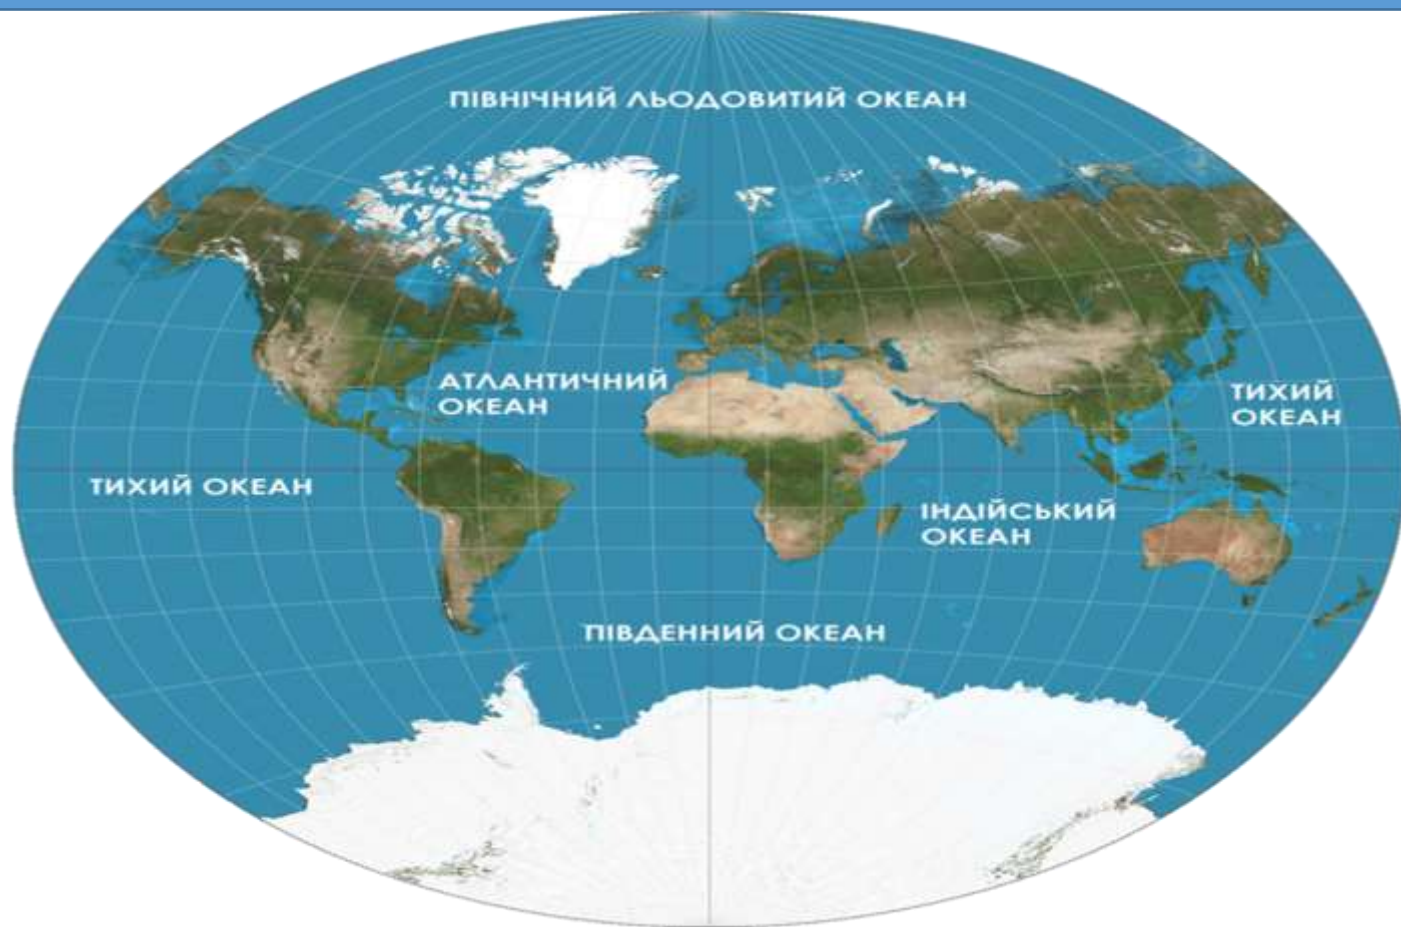 ПІВНІЧНИЙ ЛЬОДОВИТИЙ ОКЕАН
АТЛАНТИЧНИЙ
ОКЕАН
ТИХИЙ
ОКЕАН
ТИХИЙ ОКЕАН
ІНДІЙСЬКИЙ
ОКЕАН
ПІВДЕННИЙ ОКЕАН